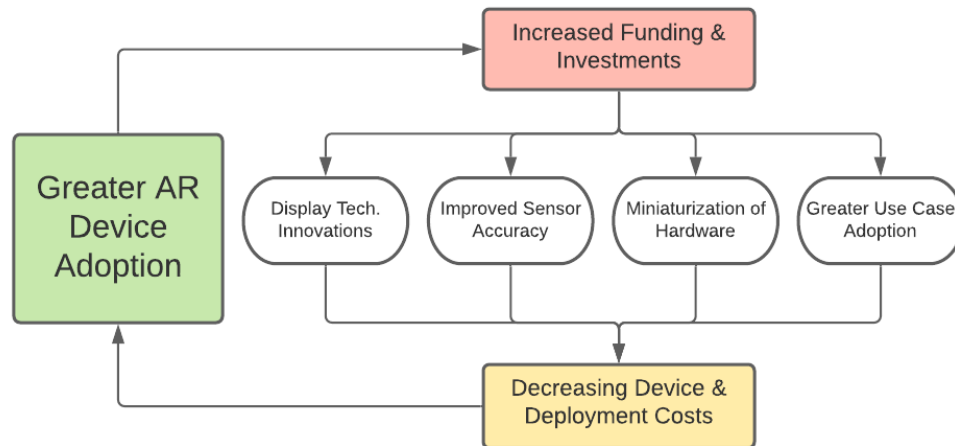 Increased Funding &
Investments
Greater AR
Device
Adoption
Display Tech.
Innovations
Improved Sensor
Accuracy
Miniaturization of
Hardware
Greater Use Case
Adoption
Decreasing Device &
Deployment Costs